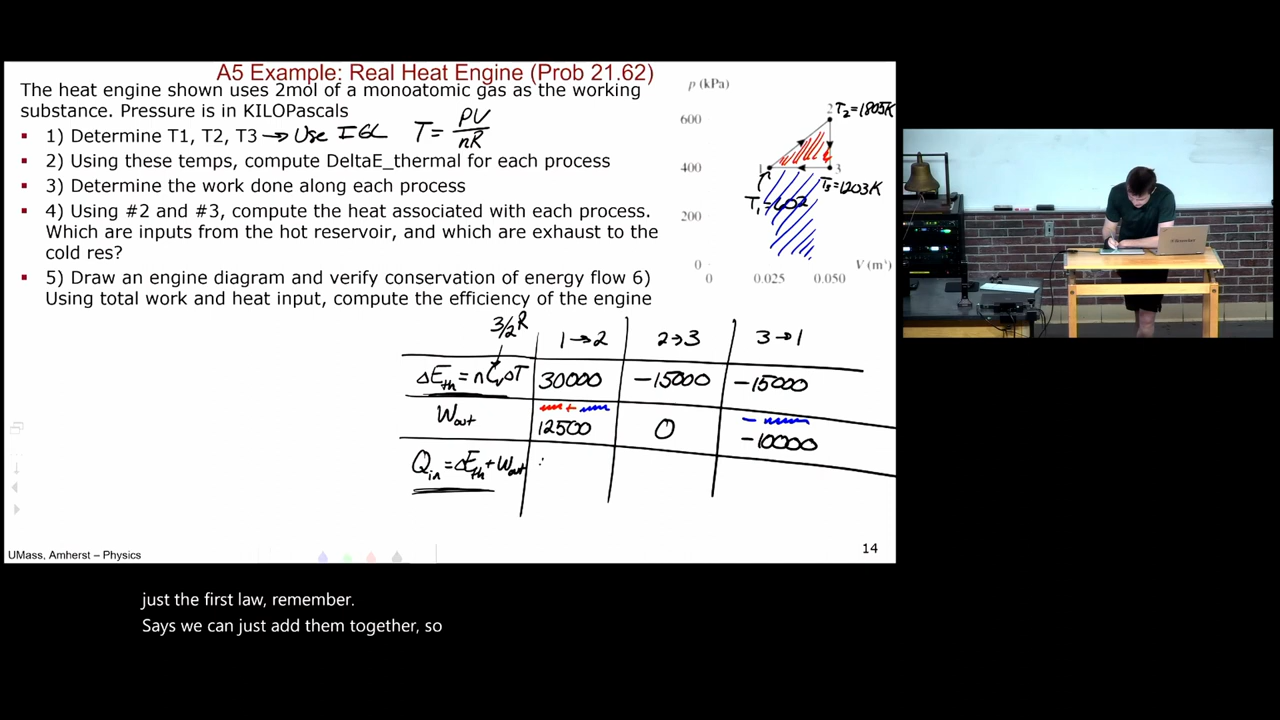 A5 Example: Real Heat Engine (Prob 21.62)
The heat engine shown uses 2mol of a monoatomic gas as the working
substance. Pressure is in KILOPascals
▪ 1) Determine T1, T2, T3 → Use IGL T = PV/nR
▪ 2) Using these temps, compute DeltaE_thermal for each process
▪ 3) Determine the work done along each process
▪ 4) Using #2 and #3, compute the heat associated with each process.
Which are inputs from the hot reservoir, and which are exhaust to the
cold res?
▪ 5) Draw an engine diagram and verify conservation of energy flow 6)
Using total work and heat input, compute the efficiency of the engine
p (kPa)
600
400
200
0
0 0.025 0.050 V (m³)
2 T₂=1805K
1 3
T₃=1203K
T₁=602
3/2 R
1→2 2→3 3→1
ΔE_th = nCvΔT 30000 -15000 -15000
+ -
W_out 12500 0 -10000
Q_in = ΔE_th + W_out
UMass, Amherst – Physics
14
just the first law, remember.
Says we can just add them together, so